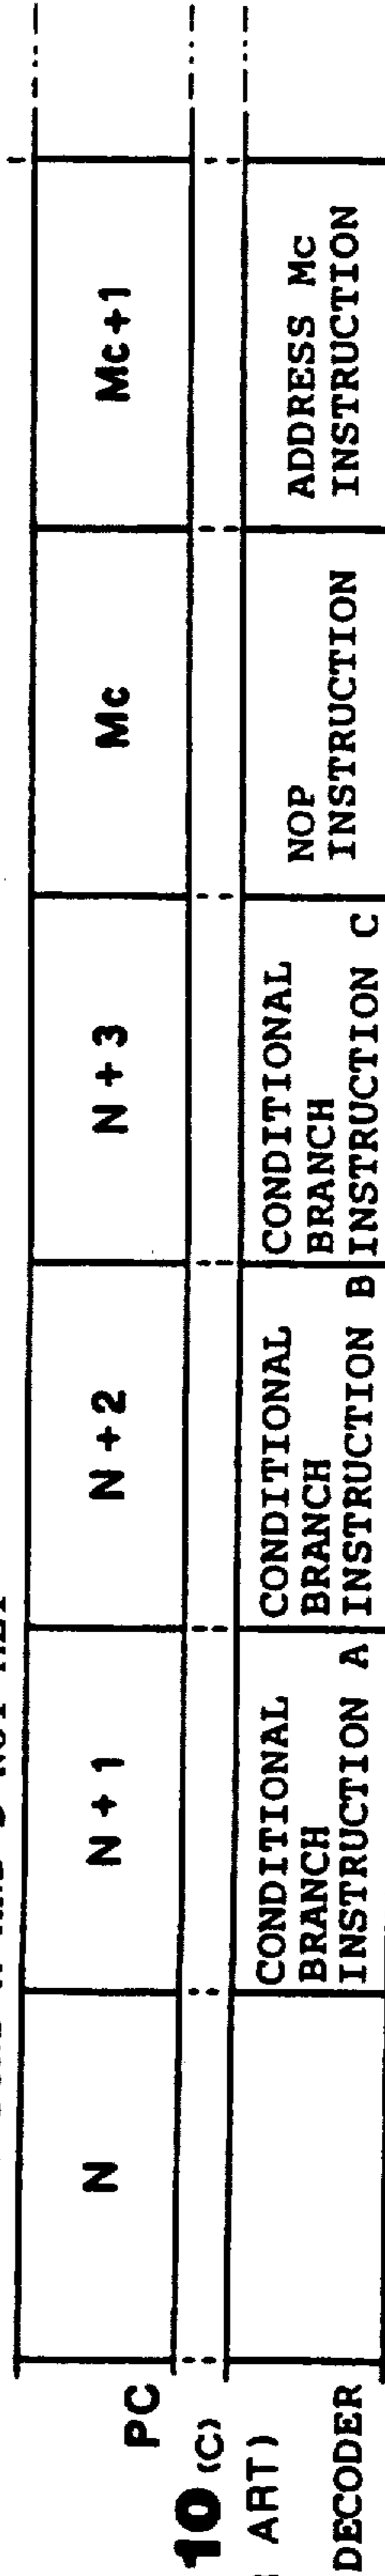 PC
N
N+1
N+2
N+3
Mc
Mc+1
10 (C)
ART)
DECODER
CONDITIONAL
BRANCH
INSTRUCTION A
CONDITIONAL
BRANCH
INSTRUCTION B
CONDITIONAL
BRANCH
INSTRUCTION C
NOP
INSTRUCTION
ADDRESS Mc
INSTRUCTION